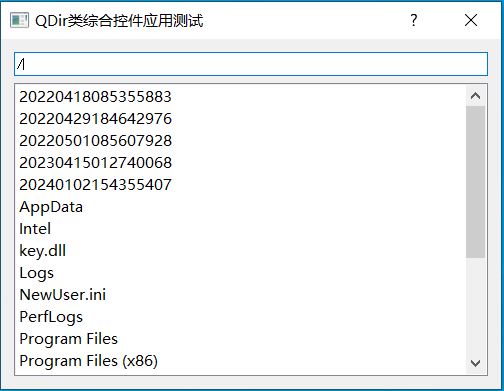 QDir类综合控件应用测试
?
/
20220418085355883
20220429184642976
20220501085607928
20230415012740068
20240102154355407
AppData
Intel
key.dll
Logs
NewUser.ini
PerfLogs
Program Files
Program Files (x86)